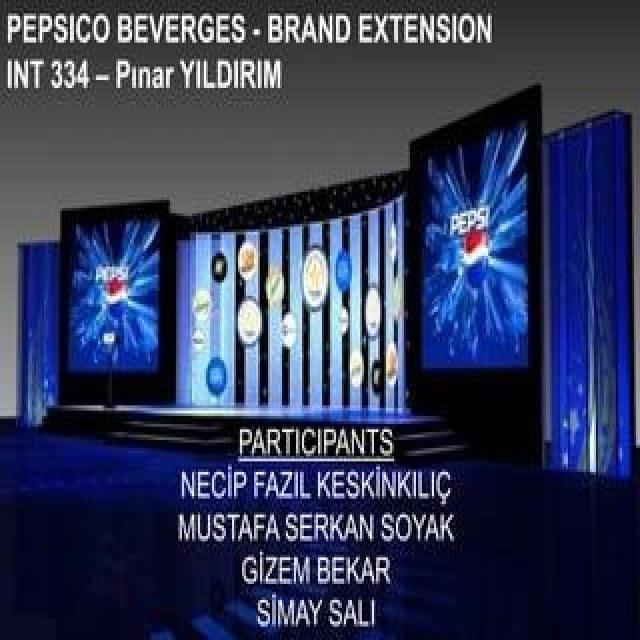 PEPSICO BEVERGES - BRAND EXTENSION
INT 334 – Pınar YILDIRIM
PEPSI
PEPSI
PARTICIPANTS
NECİP FAZIL KESKİNKILIÇ
MUSTAFA SERKAN SOYAK
GİZEM BEKAR
SİMAY SALI